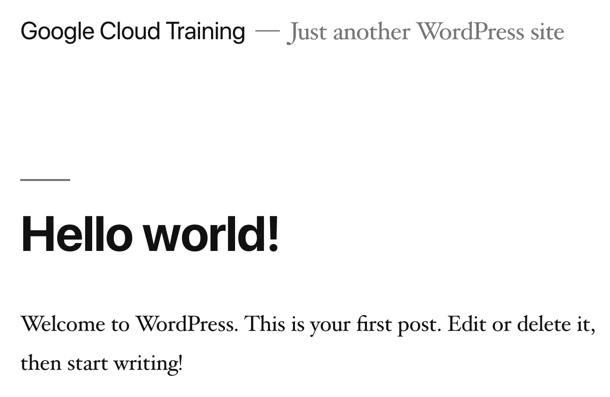 Google Cloud Training — Just another WordPress site
Hello world!
Welcome to WordPress. This is your first post. Edit or delete it,
then start writing!